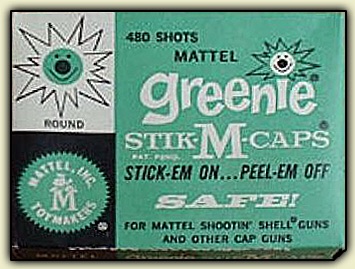 480 SHOTS
MATTEL
greenie®
ROUND
STIK-M-CAPS®
PAT. PEND.
STICK-EM ON...PEEL-EM OFF
MATTEL, INC.
M
TOYMAKERS
SAFE!
FOR MATTEL SHOOTIN' SHELL® GUNS
AND OTHER CAP GUNS